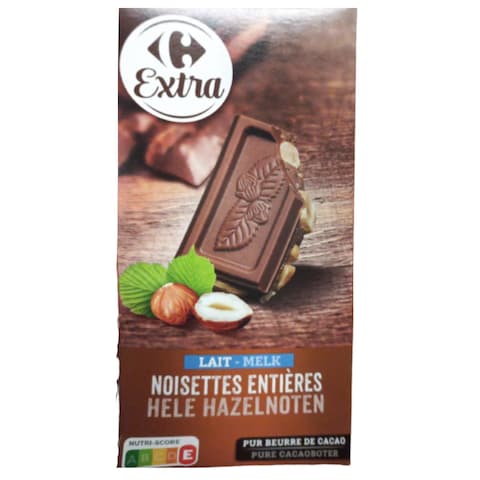 Extra
LAIT - MELK
NOISETTES ENTIÈRES
HELE HAZELNOTEN
NUTRI-SCORE
A B C D E
PUR BEURRE DE CACAO
PURE CACAOBOTER